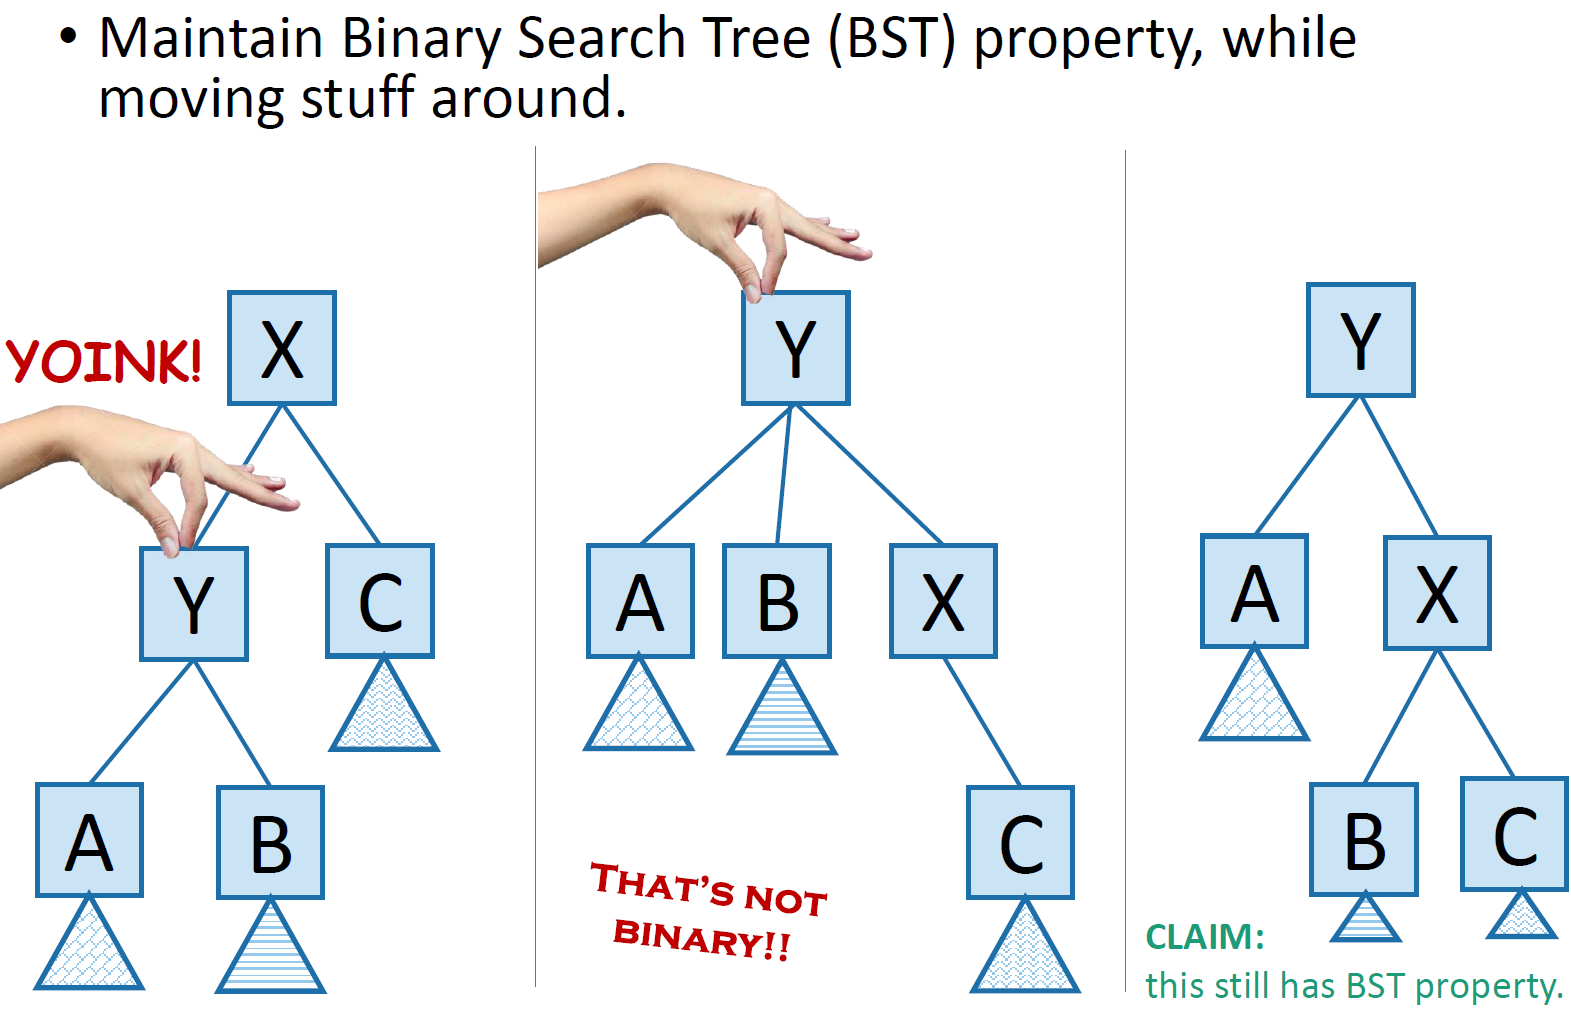 • Maintain Binary Search Tree (BST) property, while
moving stuff around.
YOINK!
X
Y
C
A
B
Y
A
B
X
C
THAT'S NOT
BINARY!!
Y
A
X
B
C
CLAIM:
this still has BST property.